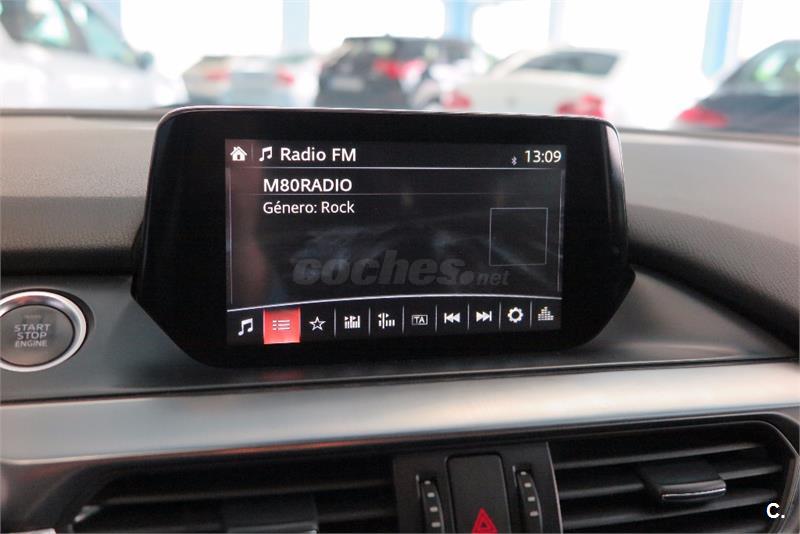 Radio FM
13:09
M80RADIO
Género: Rock
coches.net
TA
START
STOP
ENGINE
C.